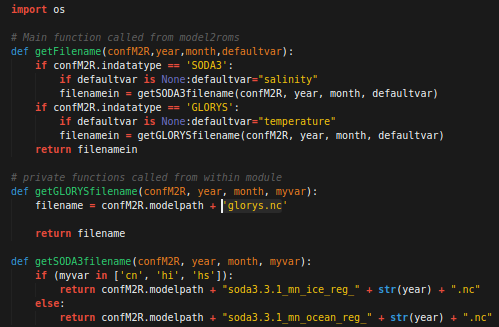 import os
# Main function called from model2roms
def getFilename(confM2R,year,month,defaultvar):
    if confM2R.indatatype == 'SODA3':
        if defaultvar is None:defaultvar="salinity"
        filenamein = getSODA3filename(confM2R, year, month, defaultvar)
    if confM2R.indatatype == 'GLORYS':
        if defaultvar is None:defaultvar="temperature"
        filenamein = getGLORYSfilename(confM2R, year, month, defaultvar)
    return filenamein
# private functions called from within module
def getGLORYSfilename(confM2R, year, month, myvar):
    filename = confM2R.modelpath + 'glorys.nc'
    return filename
def getSODA3filename(confM2R, year, month, myvar):
    if (myvar in ['cn', 'hi', 'hs']):
        return confM2R.modelpath + "soda3.3.1_mn_ice_reg_" + str(year) + ".nc"
    else:
        return confM2R.modelpath + "soda3.3.1_mn_ocean_reg_" + str(year) + ".nc"